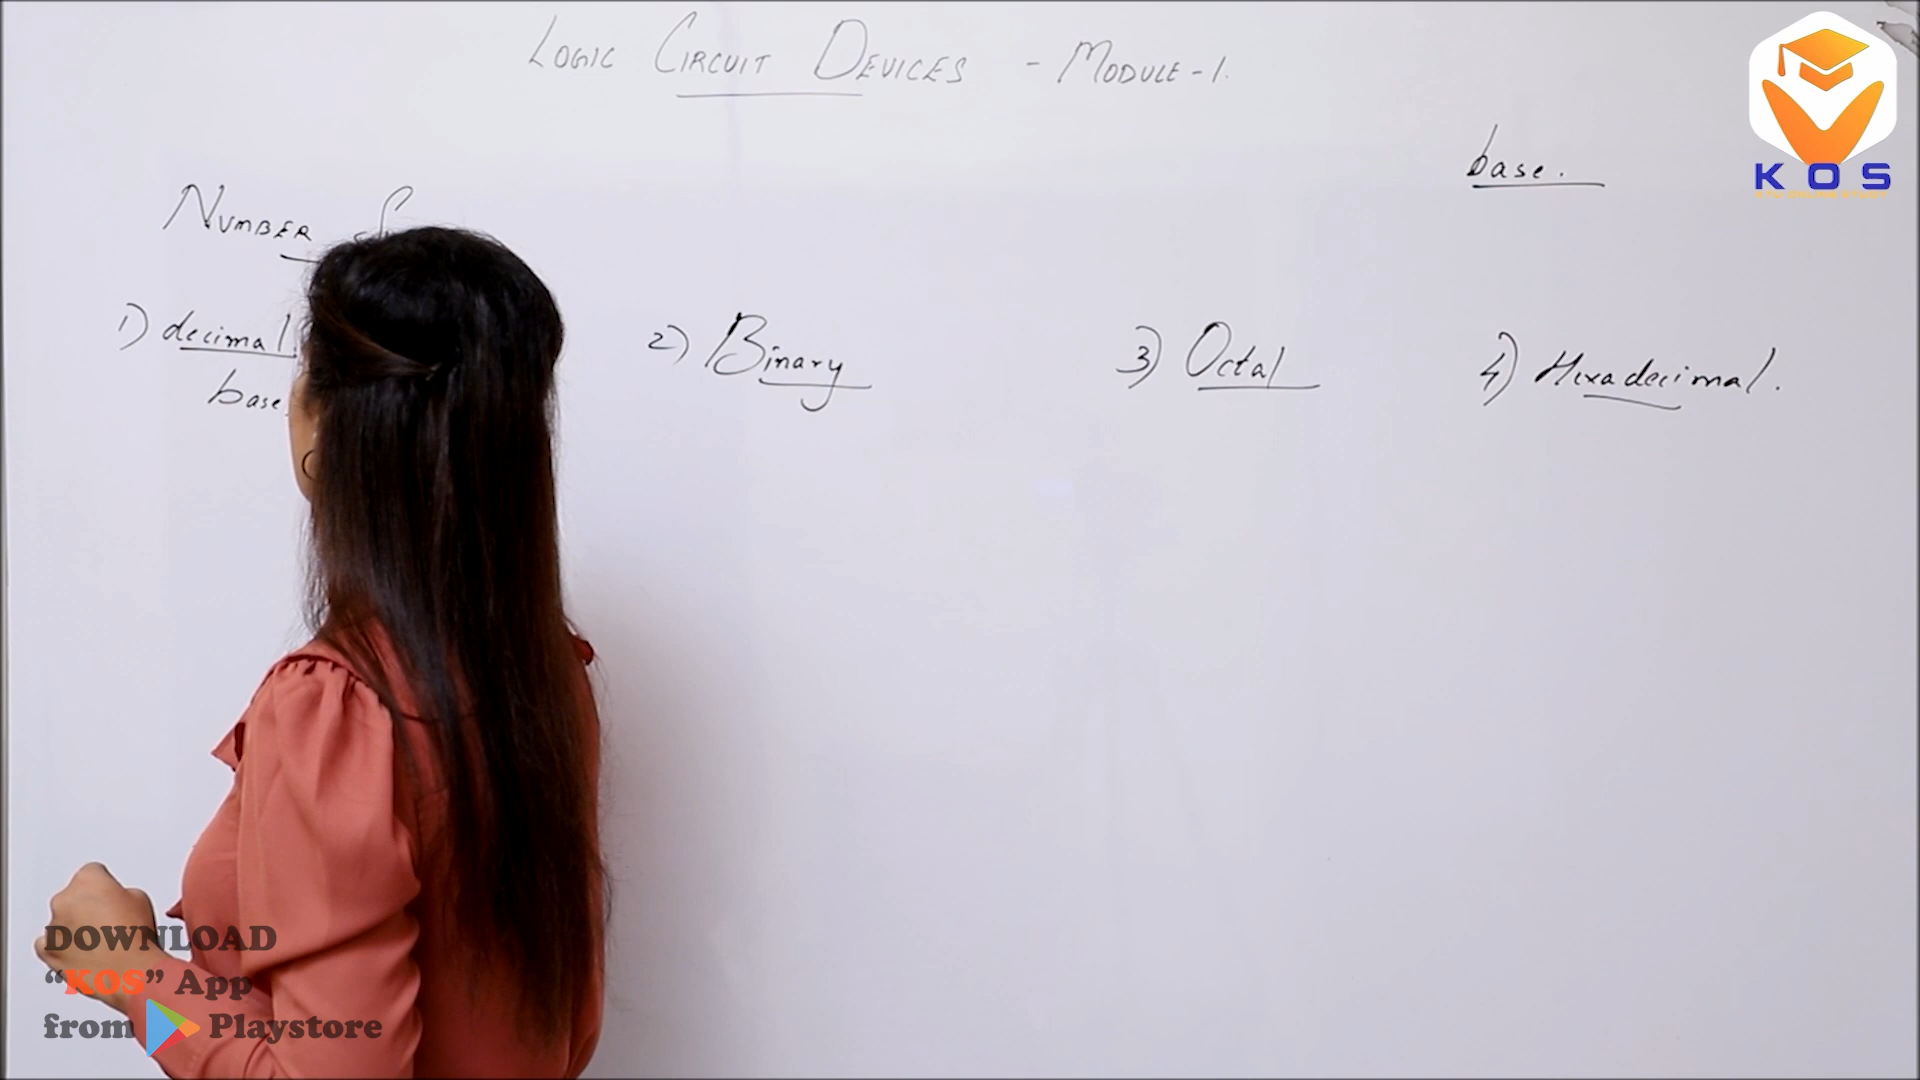 Logic Circuit Devices - Module-1.
base.
KOS
Number
1) decimal.
2) Binary
3) Octal
4) Hexadecimal.
base
DOWNLOAD
“KOS” App
from Playstore